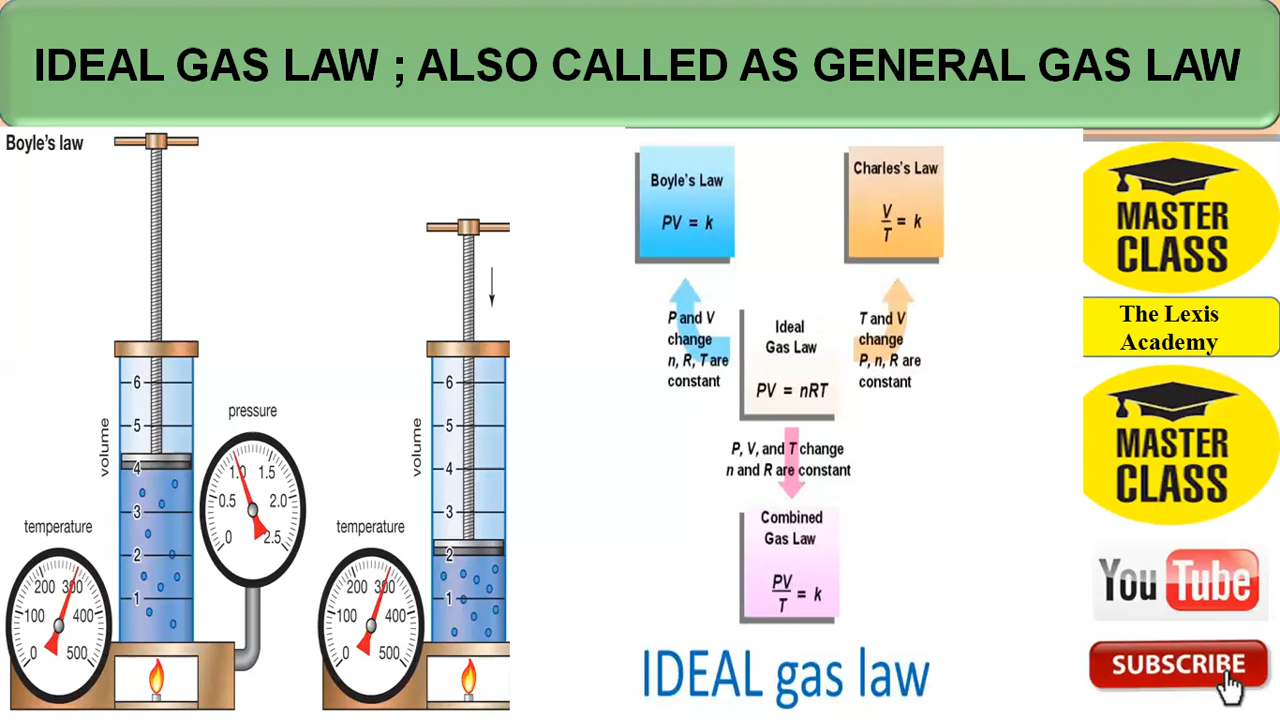 IDEAL GAS LAW ; ALSO CALLED AS GENERAL GAS LAW
Boyle's law
volume
6
5
4
3
2
1
temperature
0
100
200
300
400
500
pressure
0
0.5
1.0
1.5
2.0
2.5
volume
6
5
4
3
2
1
temperature
0
100
200
300
400
500
Boyle's Law
PV = k
Charles's Law
V
T
= k
P and V
change
n, R, T are
constant
Ideal
Gas Law
PV = nRT
T and V
change
P, n, R are
constant
P, V, and T change
n and R are constant
Combined
Gas Law
PV
T
= k
IDEAL gas law
MASTER
CLASS
The Lexis
Academy
MASTER
CLASS
You Tube
SUBSCRIBE